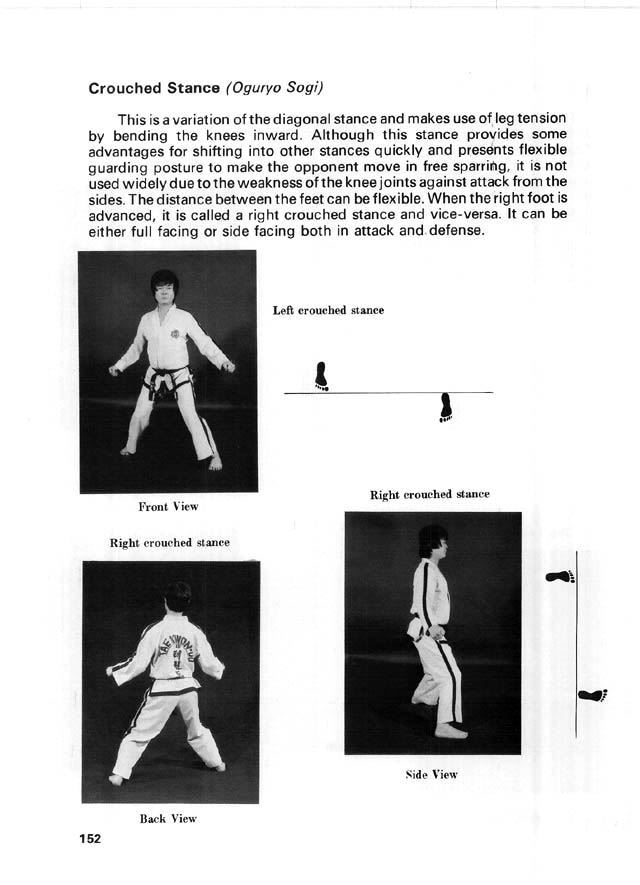 Crouched Stance (Oguryo Sogi)
This is a variation of the diagonal stance and makes use of leg tension
by bending the knees inward. Although this stance provides some
advantages for shifting into other stances quickly and presents flexible
guarding posture to make the opponent move in free sparring, it is not
used widely due to the weakness of the knee joints against attack from the
sides. The distance between the feet can be flexible. When the right foot is
advanced, it is called a right crouched stance and vice-versa. It can be
either full facing or side facing both in attack and defense.
Left crouched stance
Front View
Right crouched stance
Right crouched stance
TAEKWON-DO
태권도
Side View
Back View
152